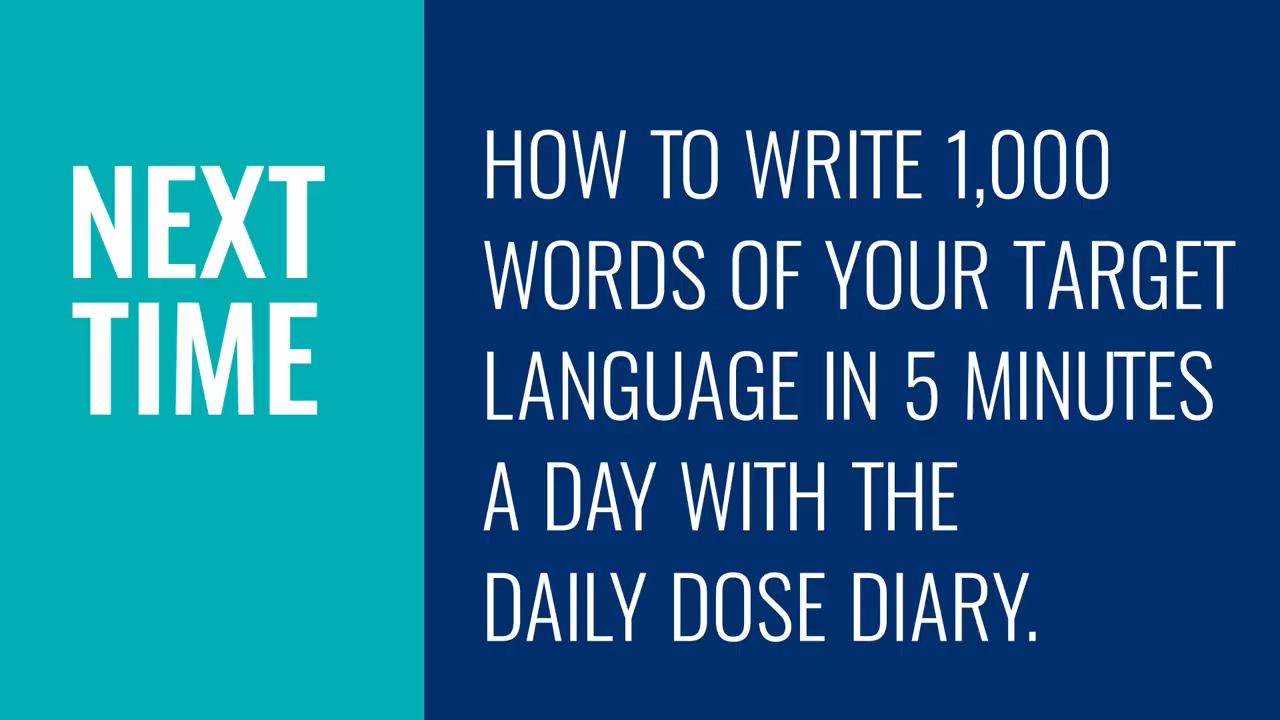 NEXT
TIME
HOW TO WRITE 1,000
WORDS OF YOUR TARGET
LANGUAGE IN 5 MINUTES
A DAY WITH THE
DAILY DOSE DIARY.